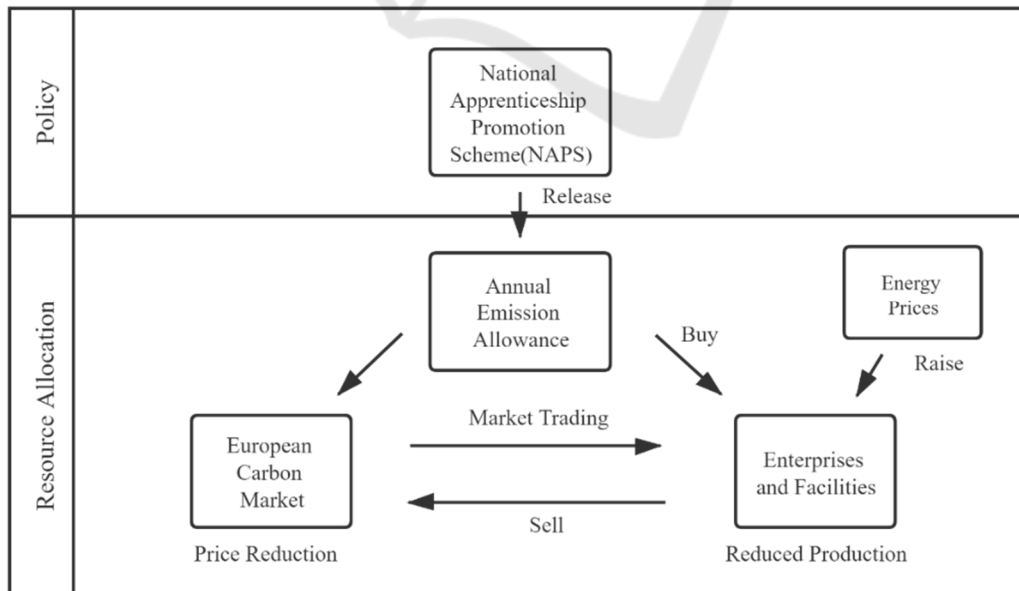 Policy
National
Apprenticeship
Promotion
Scheme(NAPS)
Release
Resource Allocation
Annual
Emission
Allowance
Energy
Prices
Buy
Raise
European
Carbon
Market
Market Trading
Enterprises
and Facilities
Sell
Price Reduction
Reduced Production